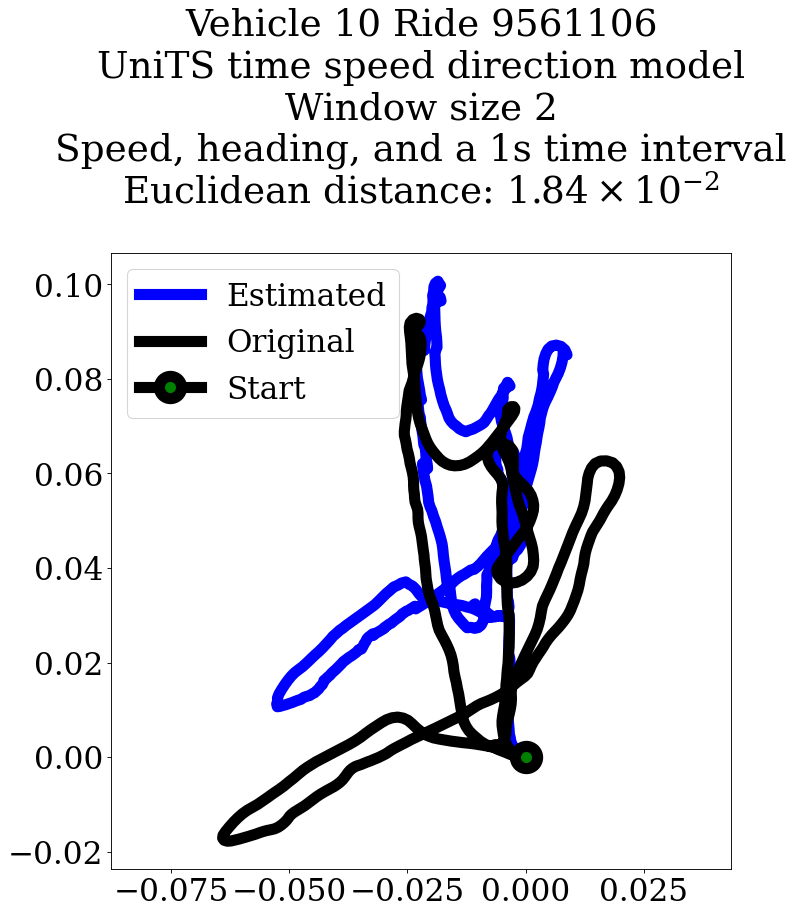 Vehicle 10 Ride 9561106
UniTS time speed direction model
Window size 2
Speed, heading, and a 1s time interval
Euclidean distance: 1.84 × 10⁻²
Estimated
Original
Start
0.10
0.08
0.06
0.04
0.02
0.00
−0.02
−0.075 −0.050 −0.025 0.000 0.025